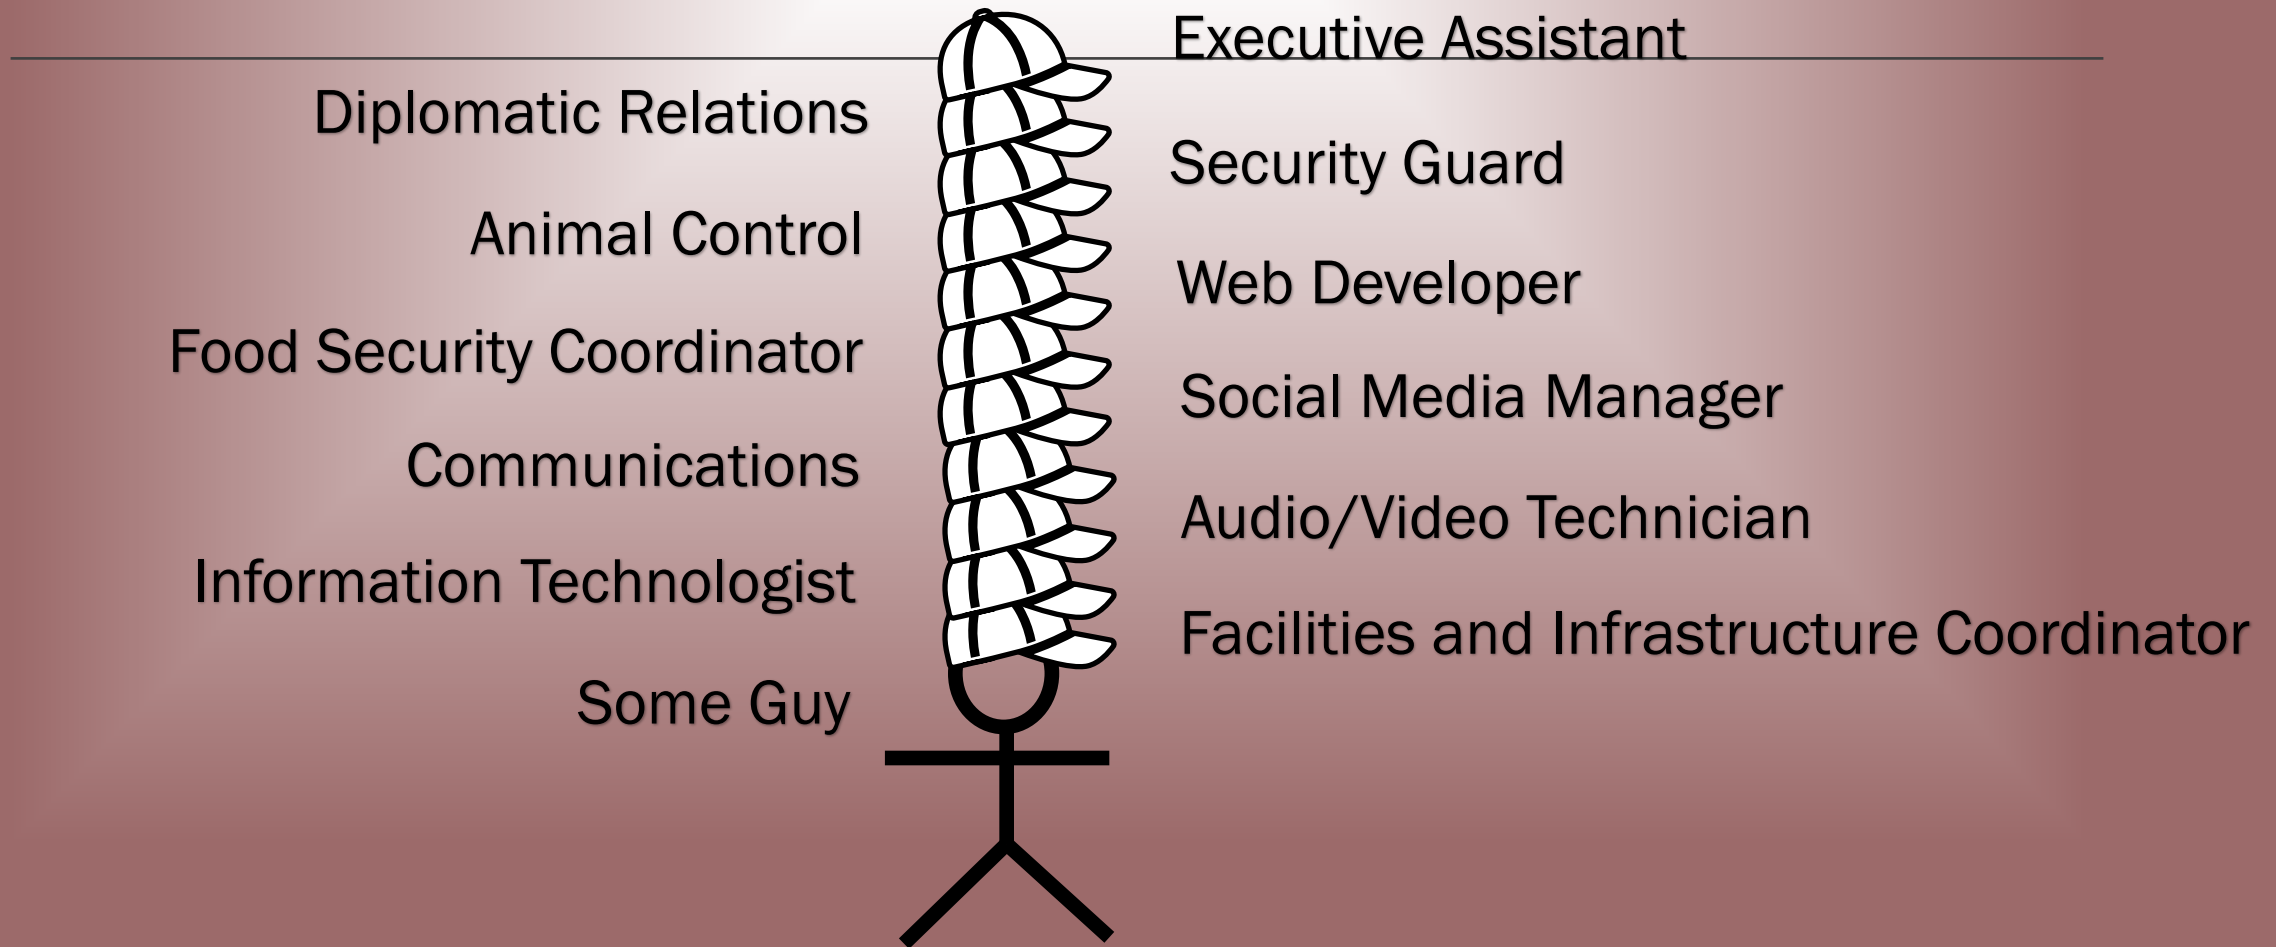 Executive Assistant
Diplomatic Relations
Security Guard
Animal Control
Web Developer
Food Security Coordinator
Social Media Manager
Communications
Audio/Video Technician
Information Technologist
Facilities and Infrastructure Coordinator
Some Guy